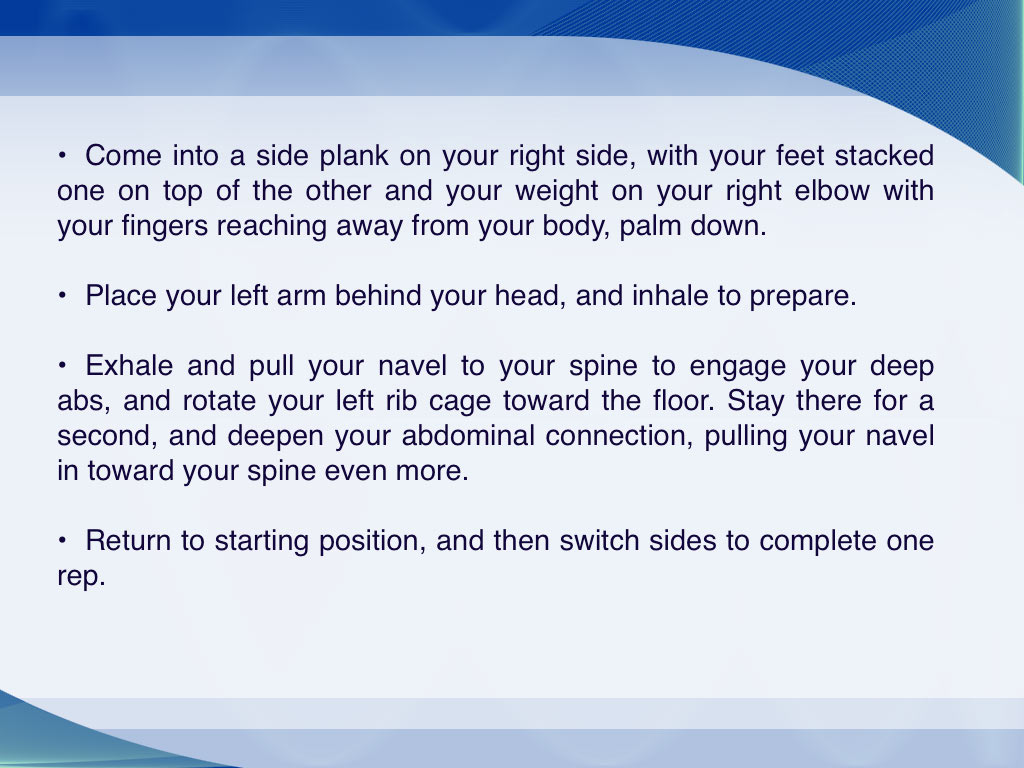 • Come into a side plank on your right side, with your feet stacked
one on top of the other and your weight on your right elbow with
your fingers reaching away from your body, palm down.
• Place your left arm behind your head, and inhale to prepare.
• Exhale and pull your navel to your spine to engage your deep
abs, and rotate your left rib cage toward the floor. Stay there for a
second, and deepen your abdominal connection, pulling your navel
in toward your spine even more.
• Return to starting position, and then switch sides to complete one
rep.